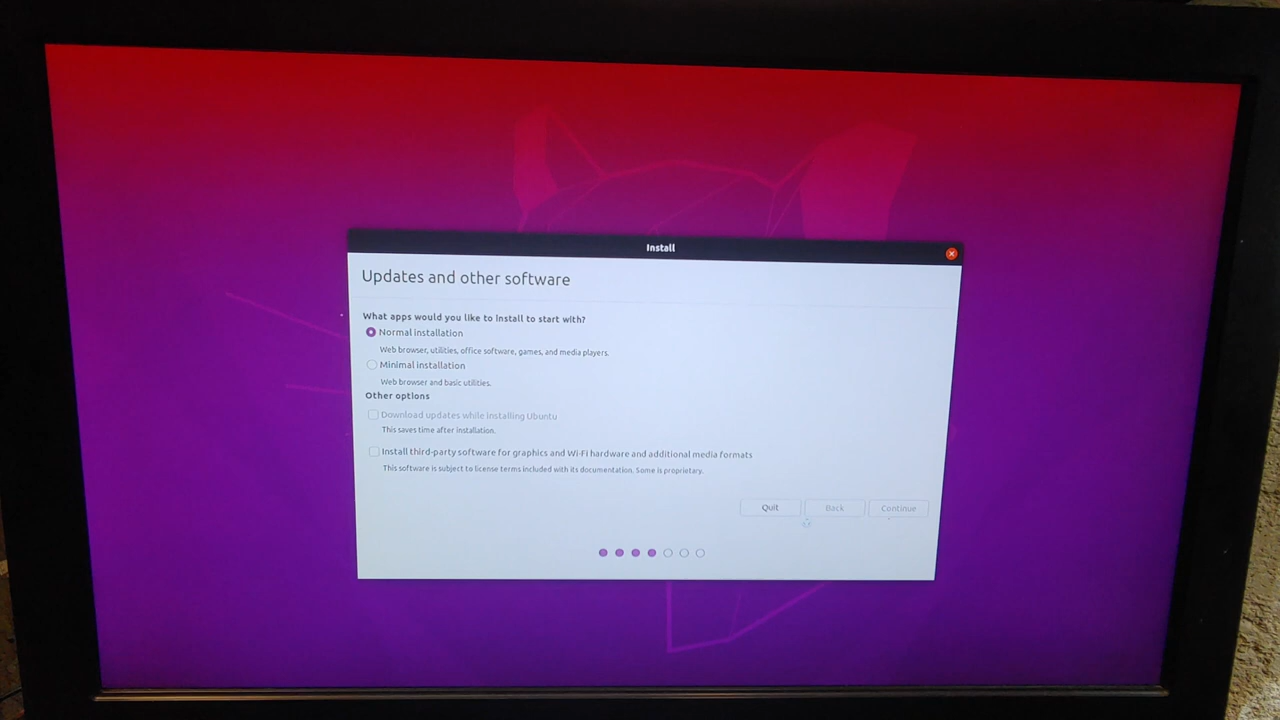 Install
Updates and other software
What apps would you like to install to start with?
Normal installation
Web browser, utilities, office software, games, and media players.
Minimal installation
Web browser and basic utilities.
Other options
Download updates while installing Ubuntu
This saves time after installation.
Install third-party software for graphics and Wi-Fi hardware and additional media formats
This software is subject to license terms included with its documentation. Some is proprietary.
Quit Back Continue